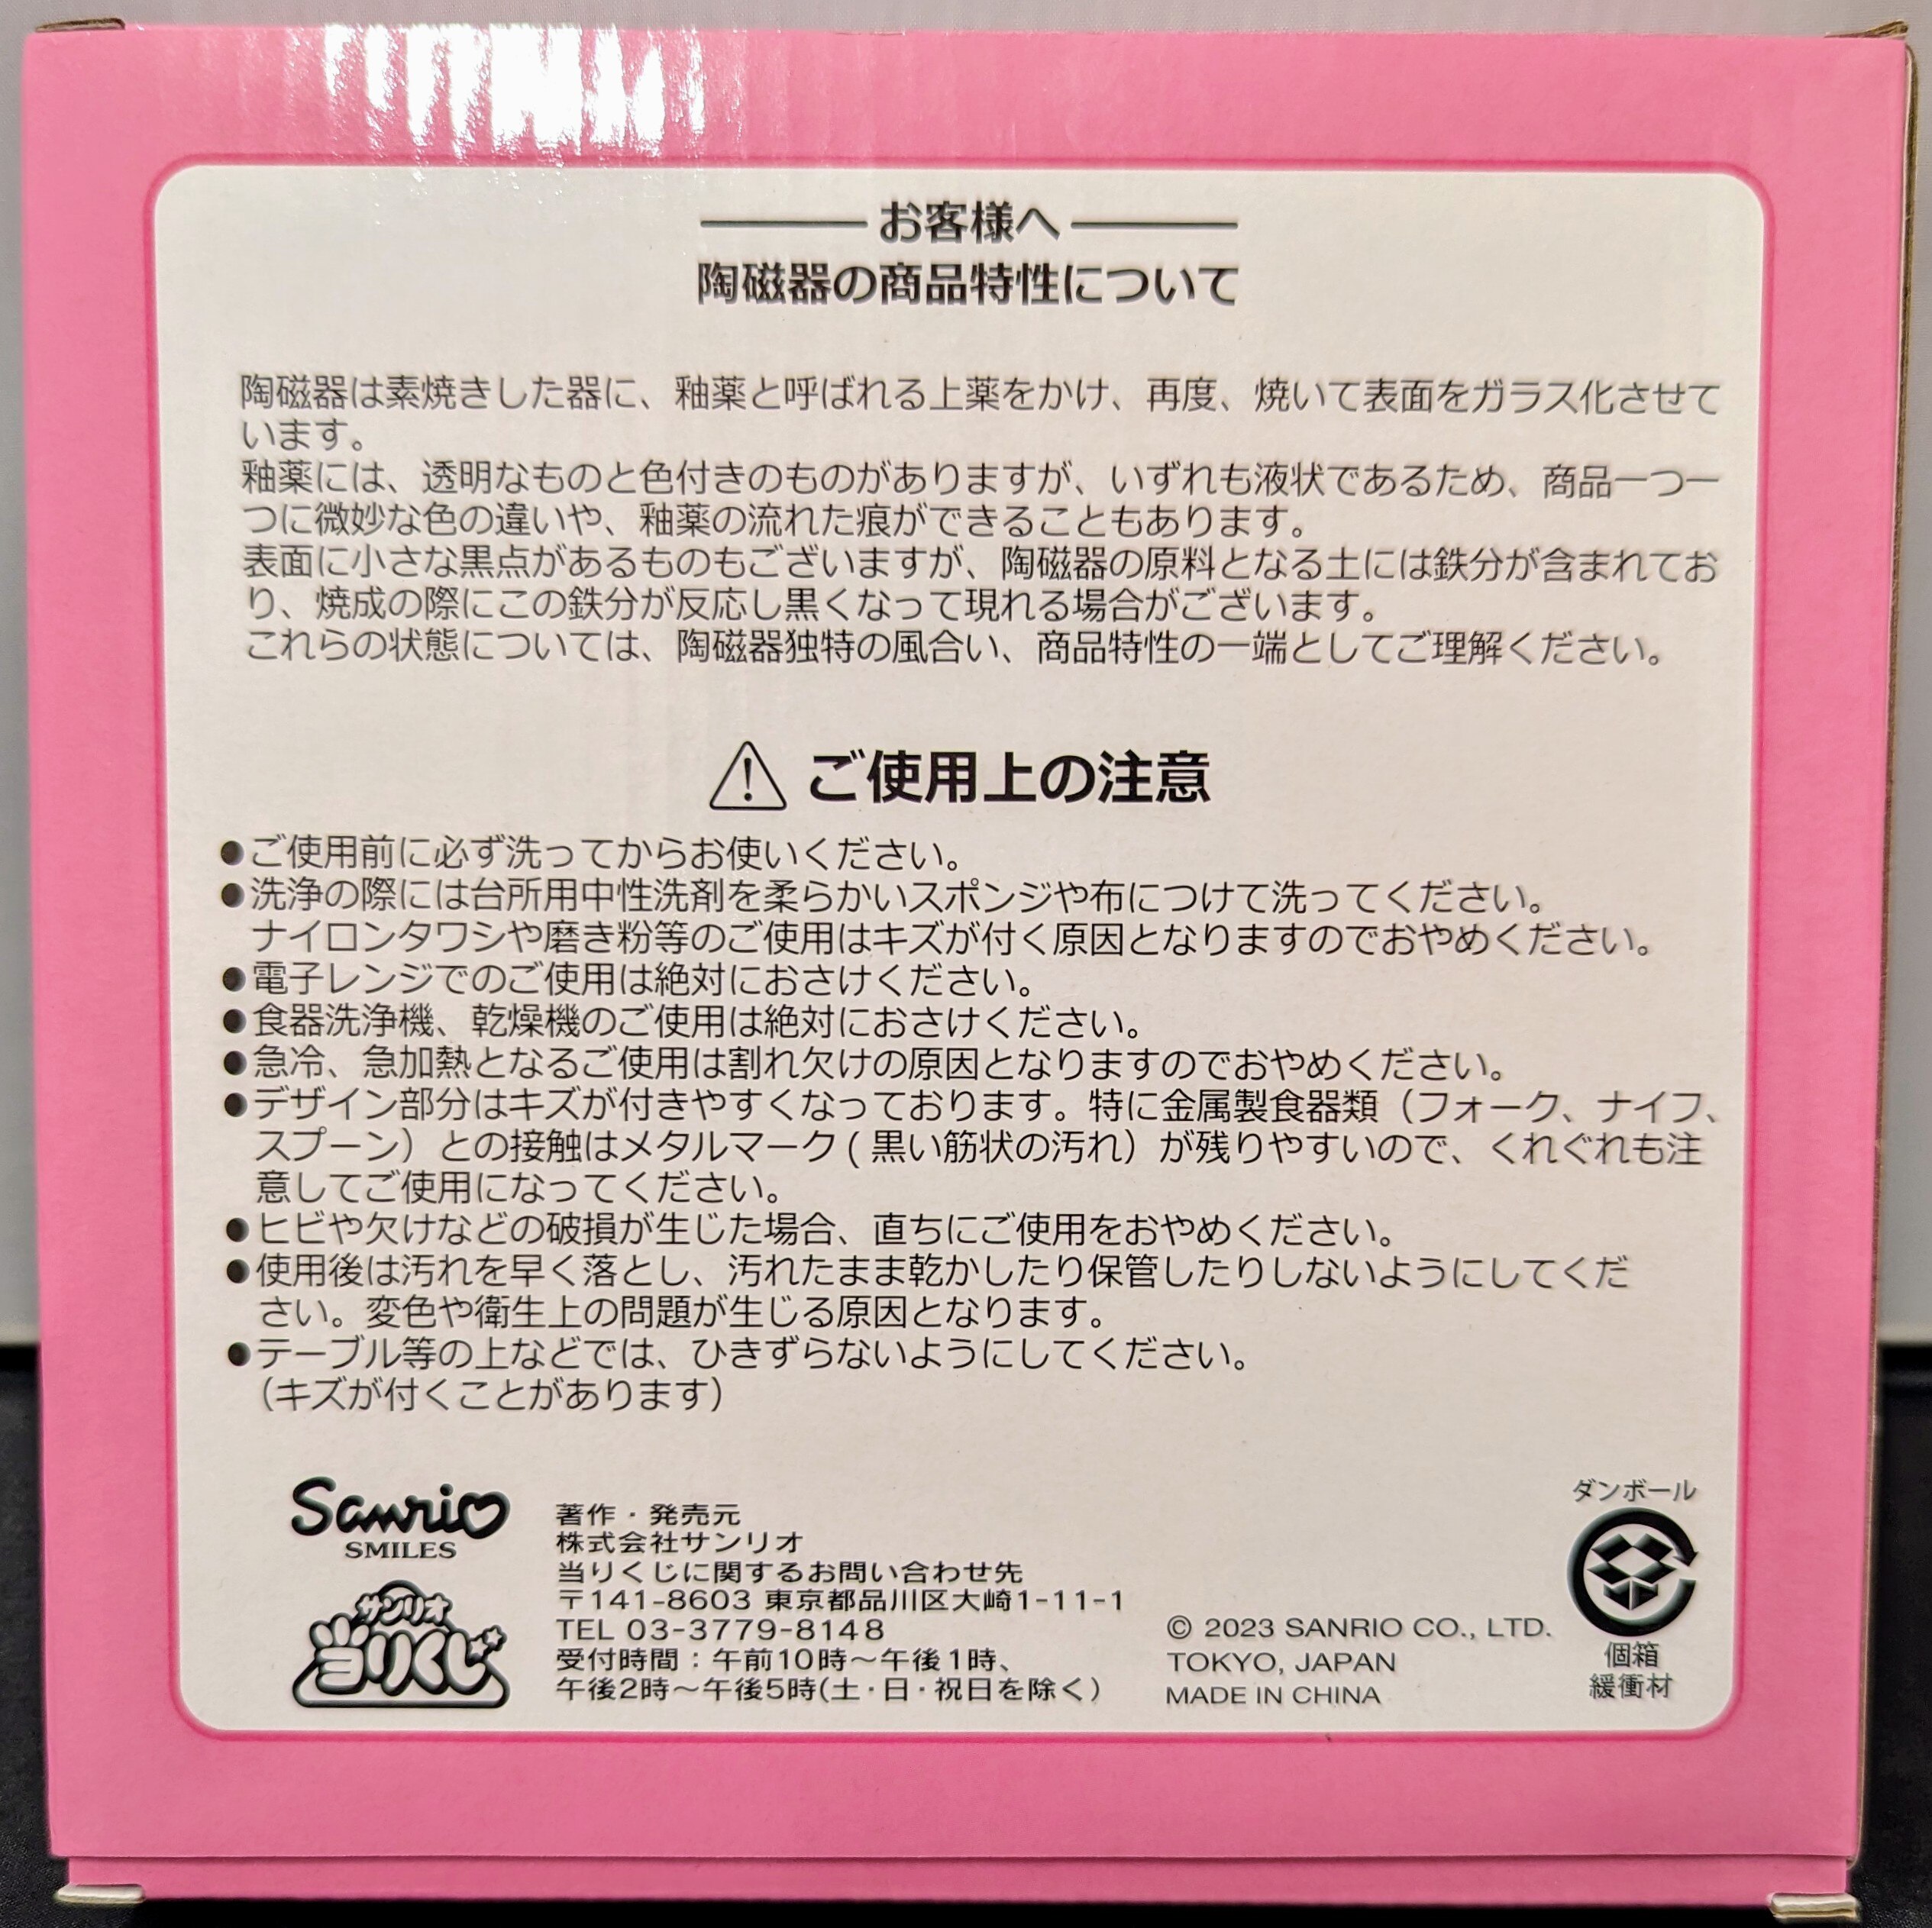 お客様へ
陶磁器の商品特性について
陶磁器は素焼きした器に、釉薬と呼ばれる上薬をかけ、再度、焼いて表面をガラス化させて
います。
釉薬には、透明なものと色付きのものがありますが、いずれも液状であるため、商品一つ一
つに微妙な色の違いや、釉薬の流れた痕ができることもあります。
表面に小さな黒点があるものもございますが、陶磁器の原料となる土には鉄分が含まれてお
り、焼成の際にこの鉄分が反応し黒くなって現れる場合がございます。
これらの状態については、陶磁器独特の風合い、商品特性の一端としてご理解ください。
ご使用上の注意
●ご使用前に必ず洗ってからお使いください。
●洗浄の際には台所用中性洗剤を柔らかいスポンジや布につけて洗ってください。
ナイロンタワシや磨き粉等のご使用はキズが付く原因となりますのでおやめください。
●電子レンジでのご使用は絶対におさけください。
●食器洗浄機、乾燥機のご使用は絶対におさけください。
●急冷、急加熱となるご使用は割れ欠けの原因となりますのでおやめください。
●デザイン部分はキズが付きやすくなっております。特に金属製食器類（フォーク、ナイフ、
スプーン）との接触はメタルマーク(黒い筋状の汚れ）が残りやすいので、くれぐれも注
意してご使用になってください。
●ヒビや欠けなどの破損が生じた場合、直ちにご使用をおやめください。
●使用後は汚れを早く落とし、汚れたまま乾かしたり保管したりしないようにしてくだ
さい。変色や衛生上の問題が生じる原因となります。
●テーブル等の上などでは、ひきずらないようにしてください。
（キズが付くことがあります）
Sanrio
SMILES
サンリオ
当りくじ
著作・発売元
株式会社サンリオ
当りくじに関するお問い合わせ先
〒141-8603 東京都品川区大崎1-11-1
TEL 03-3779-8148
受付時間：午前10時～午後1時、
午後2時～午後5時(土・日・祝日を除く）
© 2023 SANRIO CO., LTD.
TOKYO, JAPAN
MADE IN CHINA
ダンボール
個箱
緩衝材